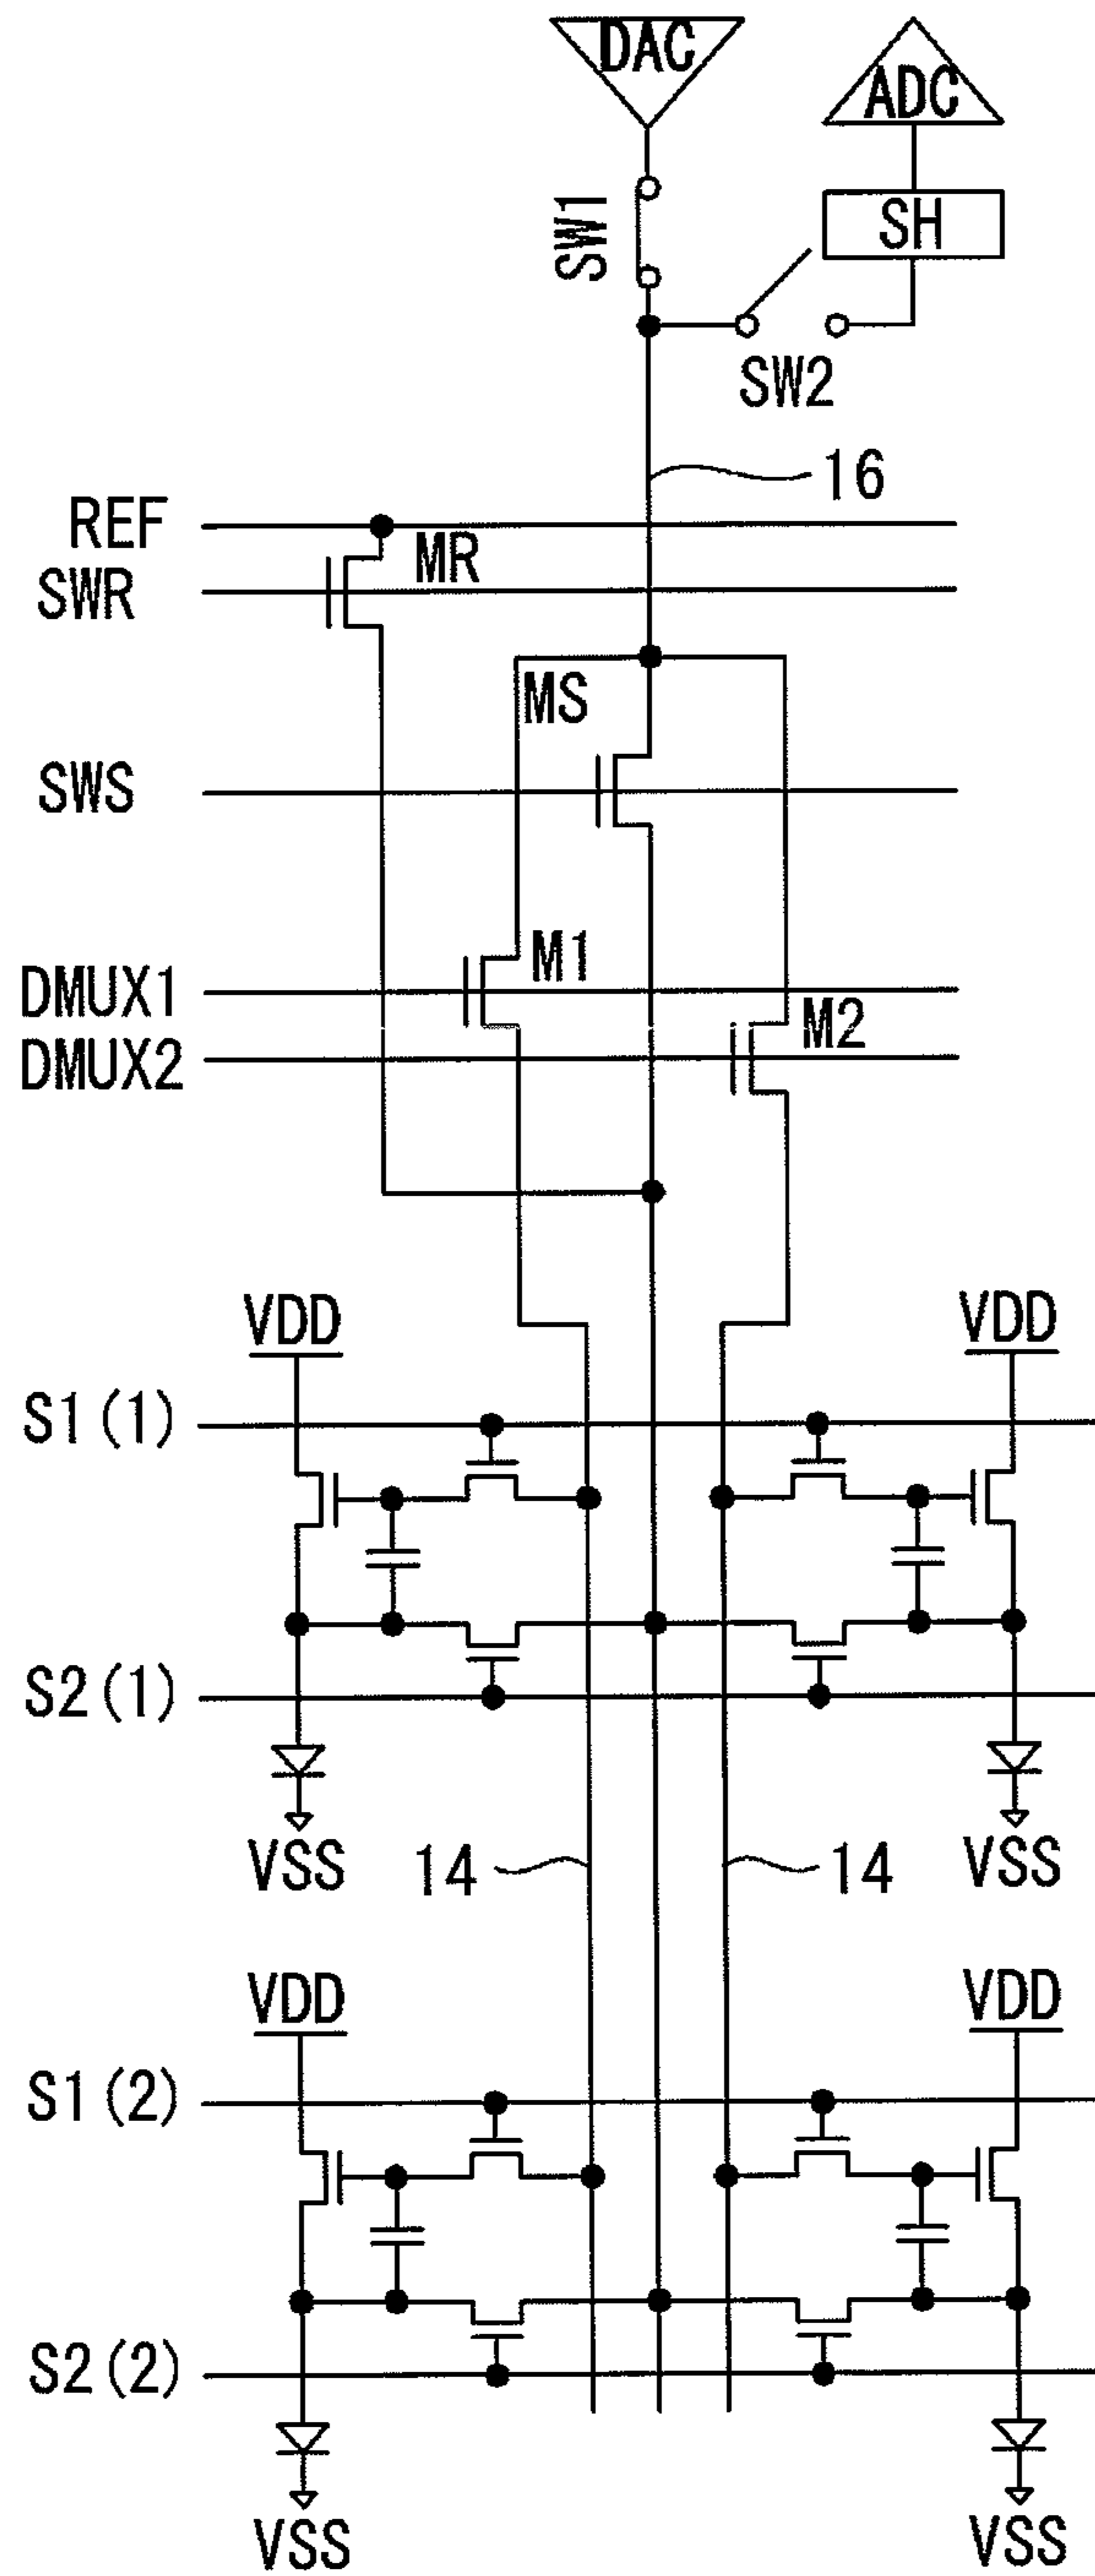 DAC
ADC
SW1
SH
SW2
16
REF
MR
SWR
MS
SWS
M1
DMUX1
M2
DMUX2
VDD VDD
S1(1)
S2(1)
VSS 14 14 VSS
VDD VDD
S1(2)
S2(2)
VSS VSS